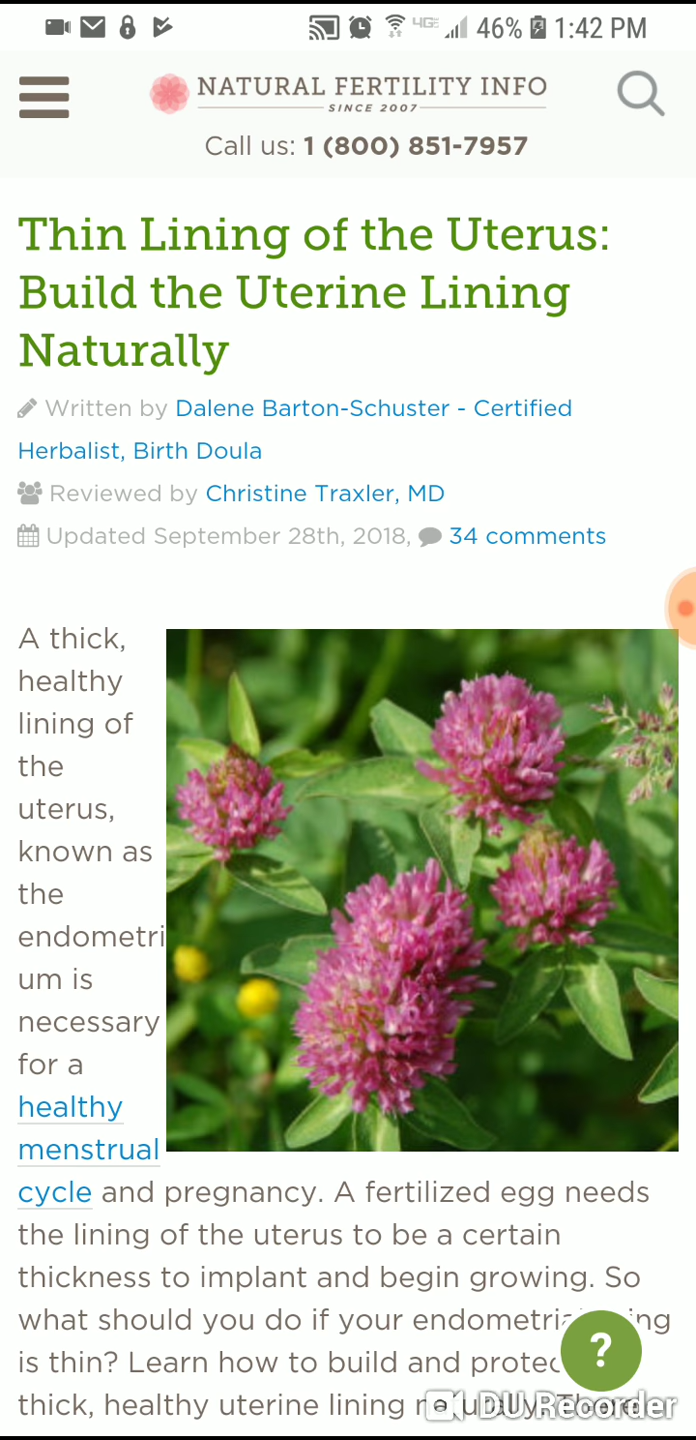 4GE 46% 1:42 PM
NATURAL FERTILITY INFO
SINCE 2007
Call us: 1 (800) 851-7957
Thin Lining of the Uterus:
Build the Uterine Lining
Naturally
Written by Dalene Barton-Schuster - Certified
Herbalist, Birth Doula
Reviewed by Christine Traxler, MD
Updated September 28th, 2018, 34 comments
A thick,
healthy
lining of
the
uterus,
known as
the
endometri
um is
necessary
for a
healthy
menstrual
cycle and pregnancy. A fertilized egg needs
the lining of the uterus to be a certain
thickness to implant and begin growing. So
what should you do if your
is thin? Learn how to build and
?
thick, healthy uterine lining
DU Recorder